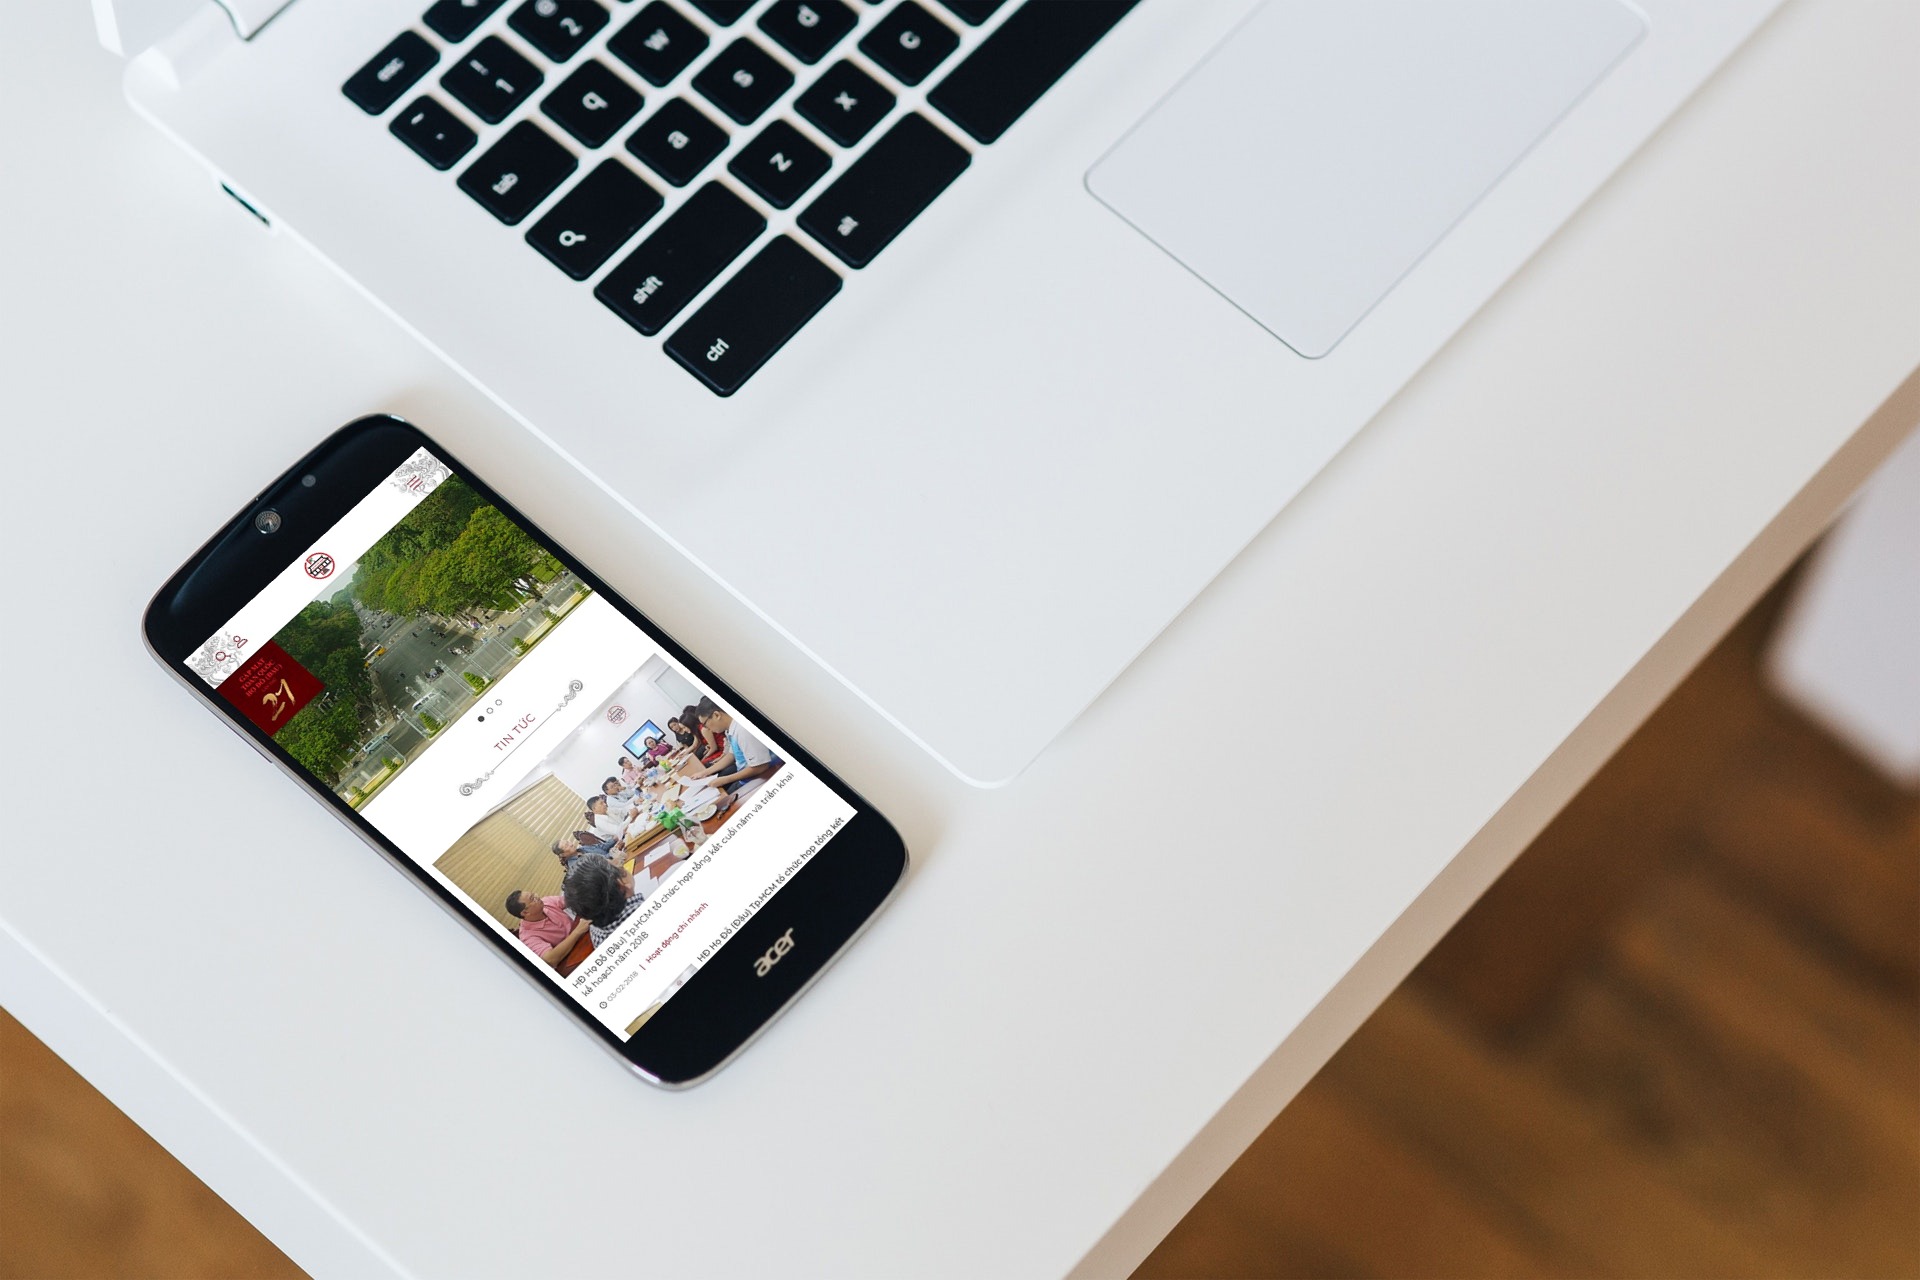 esc
1
2
q
w
a
s
d
z
x
c
shift
ctrl
alt
GẶP MẶT
TOÀN QUỐC
HỌ ĐỖ (ĐẬU)
TIN TỨC
HĐ Họ Đỗ (Đậu) Tp.HCM tổ chức họp tổng kết cuối năm và triển khai
kế hoạch năm 2018
03-02-2018 | Hoạt động chi nhánh
HĐ Họ Đỗ (Đậu) Tp.HCM tổ chức họp tổng kết
acer